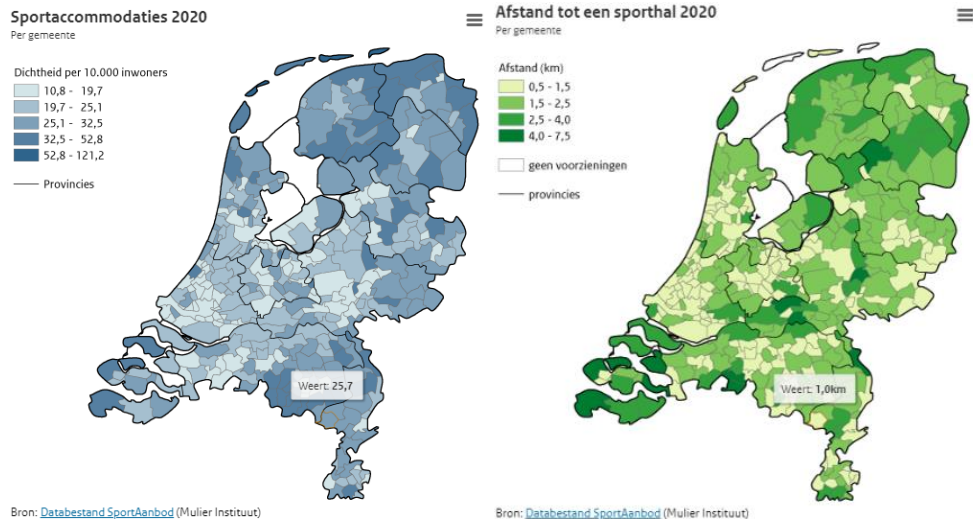 Sportaccommodaties 2020
Per gemeente
Dichtheid per 10.000 inwoners
10,8 - 19,7
19,7 - 25,1
25,1 - 32,5
32,5 - 52,8
52,8 - 121,2
Provincies
Weert: 25,7
Bron: Databestand SportAanbod (Mulier Instituut)
Afstand tot een sporthal 2020
Per gemeente
Afstand (km)
0,5 - 1,5
1,5 - 2,5
2,5 - 4,0
4,0 - 7,5
geen voorzieningen
provincies
Weert: 1,0km
Bron: Databestand SportAanbod (Mulier Instituut)